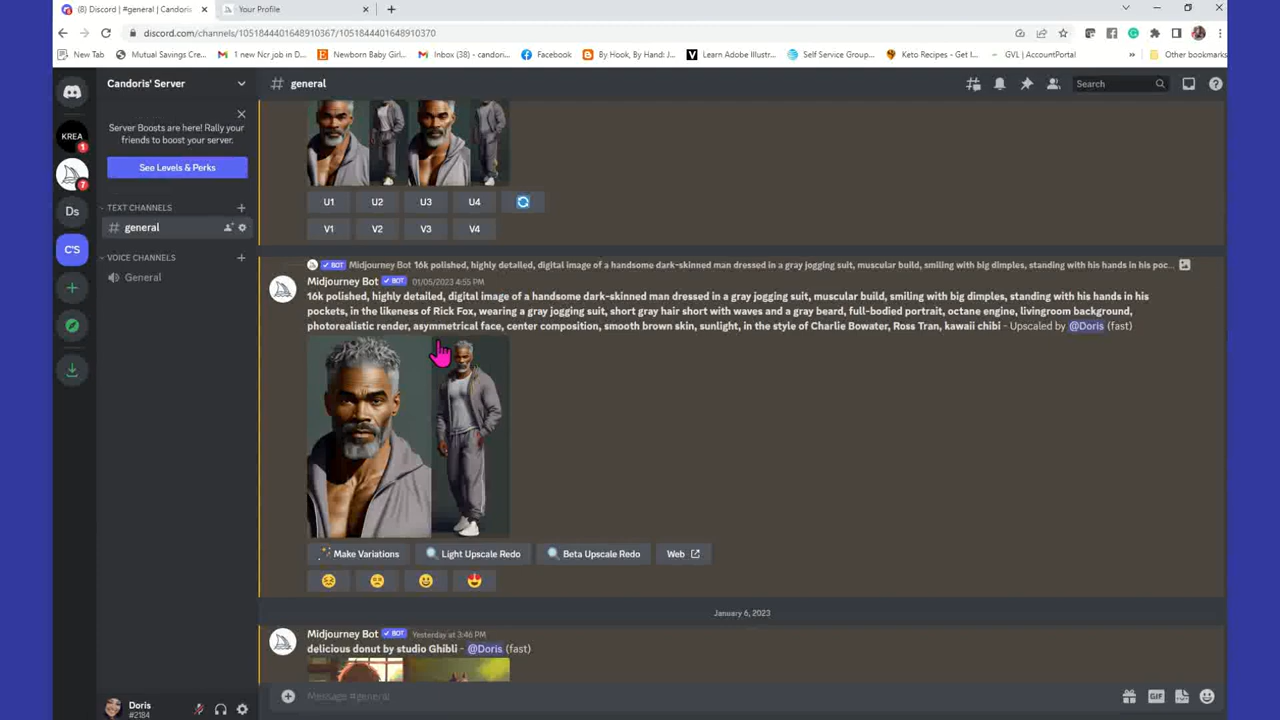 (8) Discord | #general | Candoris
Your Profile
discord.com/channels/1051844401648910367/1051844401648910370
New Tab
Mutual Savings Cre...
1 new Ncr job in D...
Newborn Baby Girl...
Inbox (38) - candori...
Facebook
By Hook, By Hand: J...
Learn Adobe Illustr...
Self Service Group...
Keto Recipes - Get I...
GVL | AccountPortal
»
Other bookmarks
Candoris' Server
# general
Search
KREA
1
7
Ds
C'S
Server Boosts are here! Rally your
friends to boost your server.
See Levels & Perks
TEXT CHANNELS
# general
VOICE CHANNELS
General
U1 U2 U3 U4
V1 V2 V3 V4
BOT Midjourney Bot 16k polished, highly detailed, digital image of a handsome dark-skinned man dressed in a gray jogging suit, muscular build, smiling with big dimples, standing with his hands in his poc...
Midjourney Bot BOT 01/05/2023 4:55 PM
16k polished, highly detailed, digital image of a handsome dark-skinned man dressed in a gray jogging suit, muscular build, smiling with big dimples, standing with his hands in his
pockets, in the likeness of Rick Fox, wearing a gray jogging suit, short gray hair short with waves and a gray beard, full-bodied portrait, octane engine, livingroom background,
photorealistic render, asymmetrical face, center composition, smooth brown skin, sunlight, in the style of Charlie Bowater, Ross Tran, kawaii chibi - Upscaled by @Doris (fast)
Make Variations Light Upscale Redo Beta Upscale Redo Web
January 6, 2023
Midjourney Bot BOT Yesterday at 3:46 PM
delicious donut by studio Ghibli - @Doris (fast)
Message #general
GIF
Doris
#2184